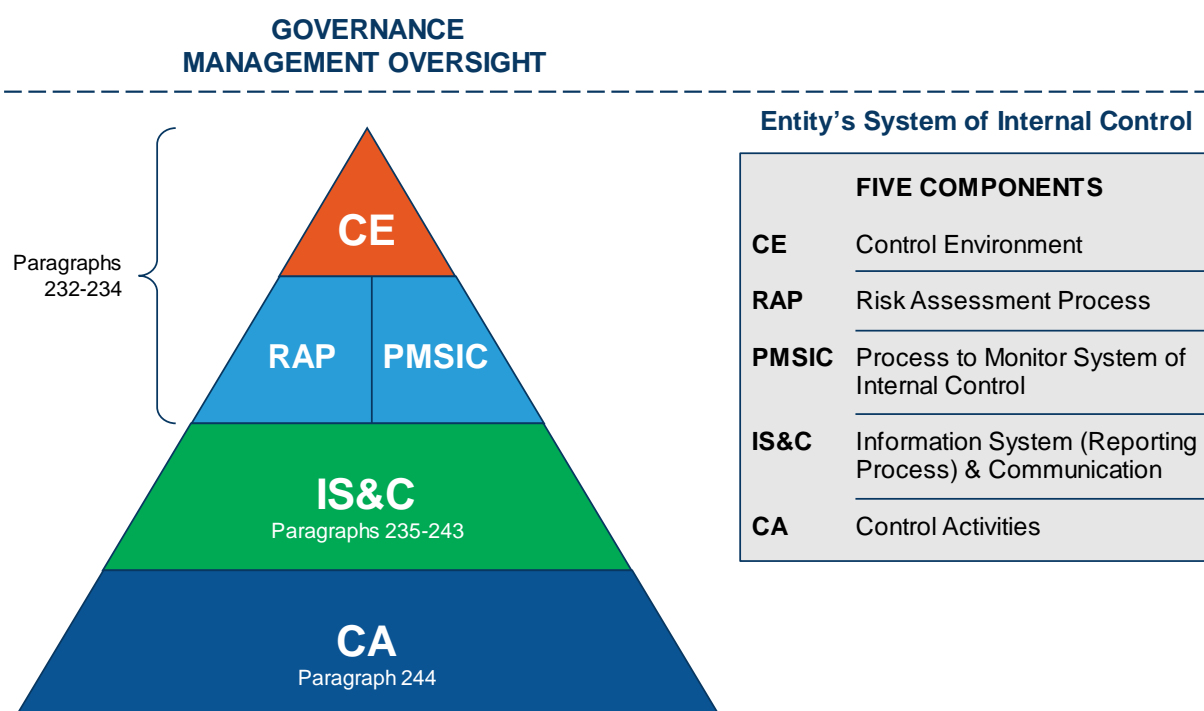 GOVERNANCE
MANAGEMENT OVERSIGHT
Entity’s System of Internal Control
Paragraphs
232-234
CE
RAP
PMSIC
IS&C
Paragraphs 235-243
CA
Paragraph 244
FIVE COMPONENTS
CE Control Environment
RAP Risk Assessment Process
PMSIC Process to Monitor System of
Internal Control
IS&C Information System (Reporting
Process) & Communication
CA Control Activities